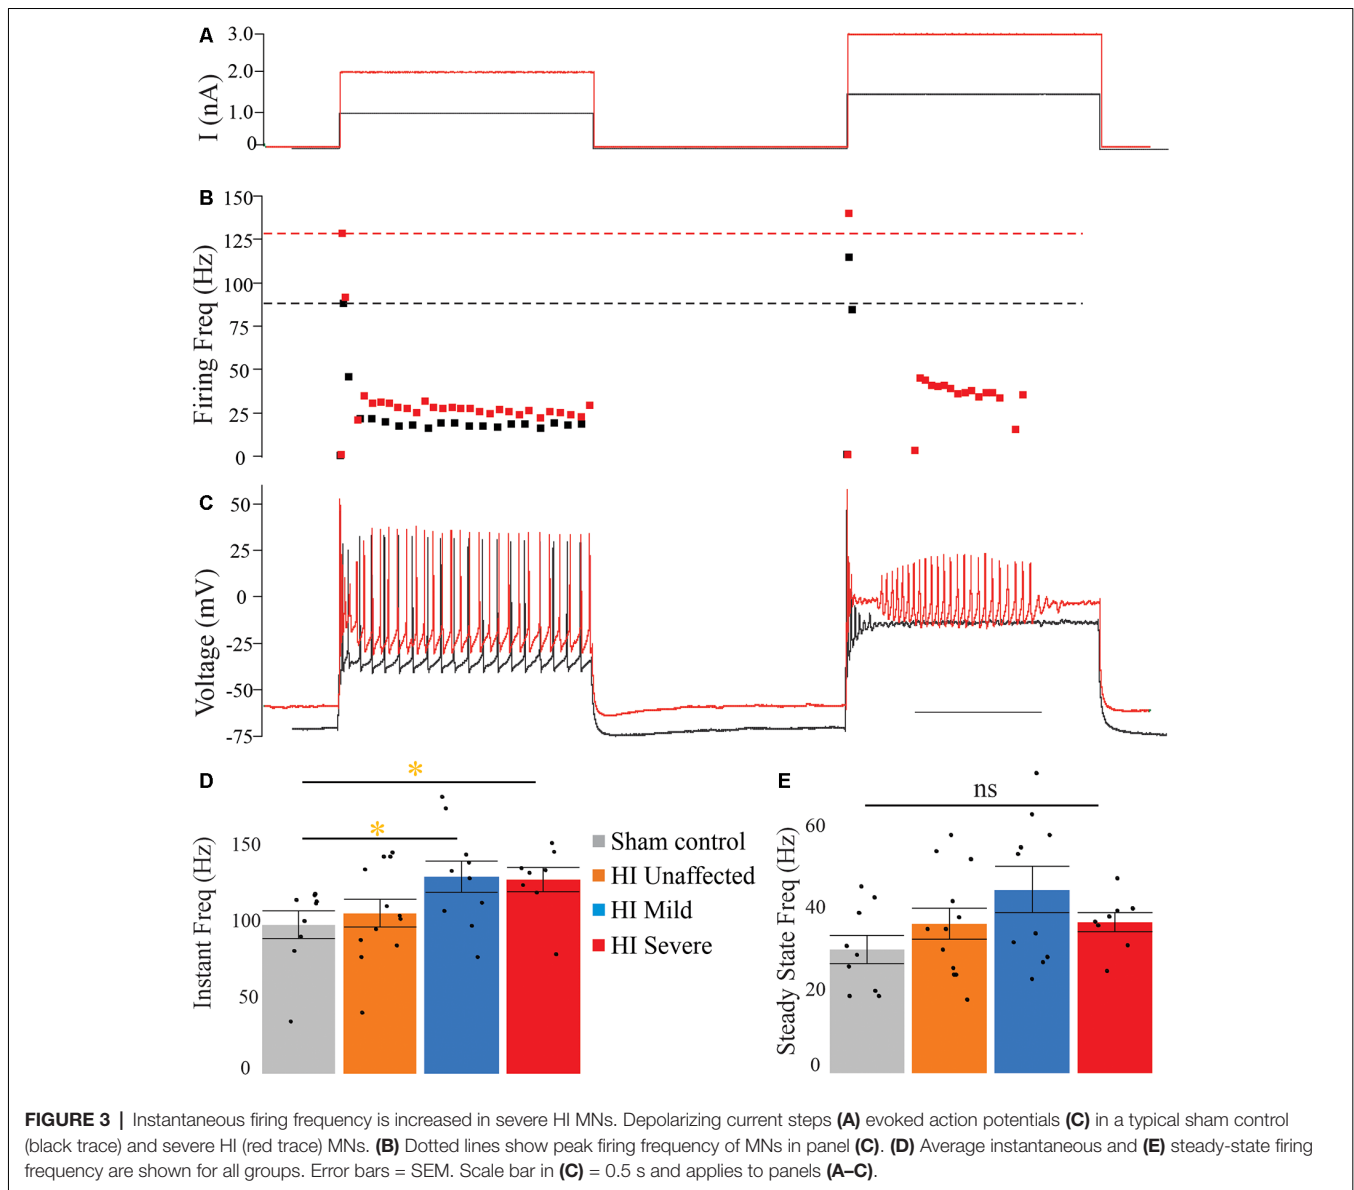 A
3.0
2.0
1.0
0
I (nA)
B
150
125
100
75
50
25
0
Firing Freq (Hz)
C
50
25
0
-25
-50
-75
Voltage (mV)
D
*
*
150
100
50
0
Instant Freq (Hz)
Sham control
HI Unaffected
HI Mild
HI Severe
E
ns
60
40
20
0
Steady State Freq (Hz)
FIGURE 3 | Instantaneous firing frequency is increased in severe HI MNs. Depolarizing current steps (A) evoked action potentials (C) in a typical sham control
(black trace) and severe HI (red trace) MNs. (B) Dotted lines show peak firing frequency of MNs in panel (C). (D) Average instantaneous and (E) steady-state firing
frequency are shown for all groups. Error bars = SEM. Scale bar in (C) = 0.5 s and applies to panels (A–C).